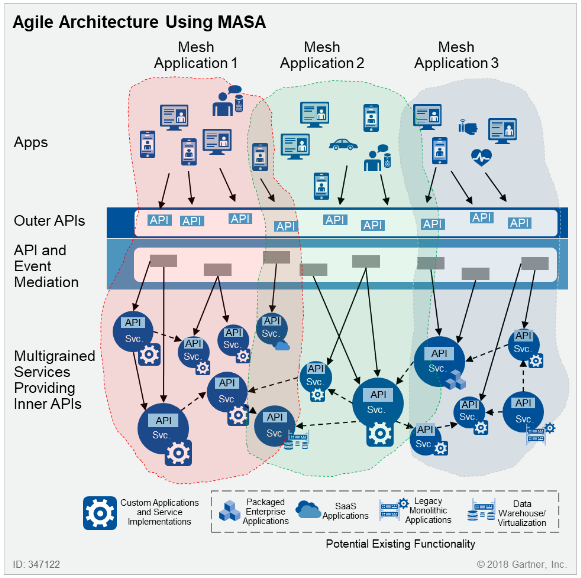 Agile Architecture Using MASA
Mesh
Application 1
Mesh
Application 2
Mesh
Application 3
Apps
Outer APIs
API API API API API API API API API
API and
Event
Mediation
Multigrained
Services
Providing
Inner APIs
API
Svc.
API
Svc.
API
Svc.
API
Svc.
API
Svc.
API
Svc.
API
Svc.
API
Svc.
API
Svc.
API
Svc.
API
Svc.
API
Svc.
API
Svc.
API
Svc.
Custom Applications
and Service
Implementations
Packaged
Enterprise
Applications
SaaS
Applications
Legacy
Monolithic
Applications
Data
Warehouse/
Virtualization
Potential Existing Functionality
ID: 347122
© 2018 Gartner, Inc.